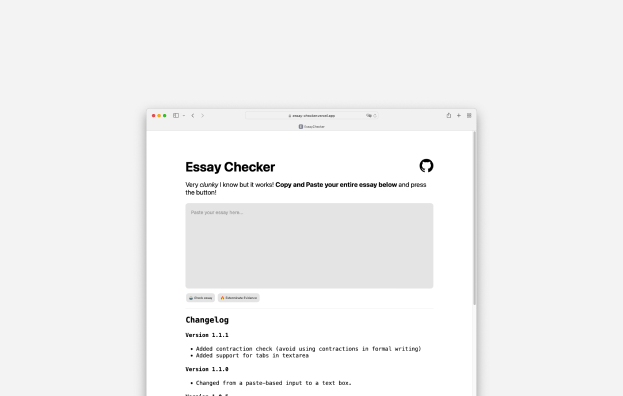 essay-checker.vercel.app
Essay Checker
Essay Checker
Very clunky I know but it works! Copy and Paste your entire essay below and press
the button!
Paste your essay here...
Check essay
Exterminate Evidence
Changelog
Version 1.1.1
• Added contraction check (avoid using contractions in formal writing)
• Added support for tabs in textarea
Version 1.1.0
• Changed from a paste-based input to a text box.